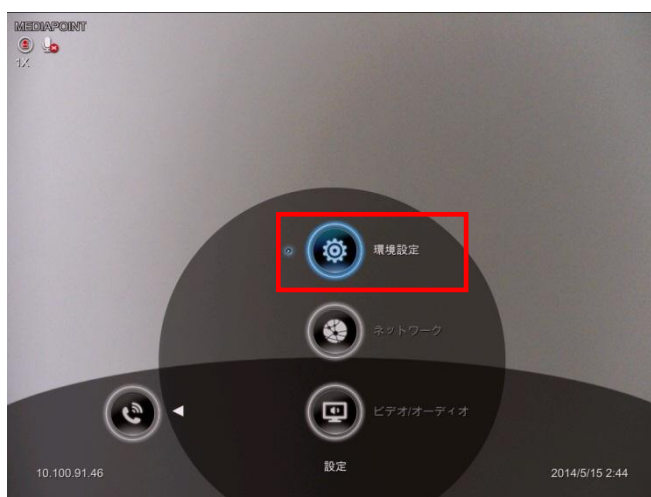 MEDIAPOINT
1X
環境設定
ネットワーク
ビデオ/オーディオ
設定
10.100.91.46
2014/5/15 2:44